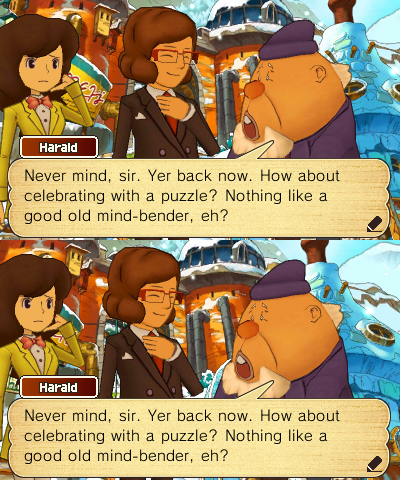 Harald
Never mind, sir. Yer back now. How about
celebrating with a puzzle? Nothing like a
good old mind-bender, eh?
Harald
Never mind, sir. Yer back now. How about
celebrating with a puzzle? Nothing like a
good old mind-bender, eh?